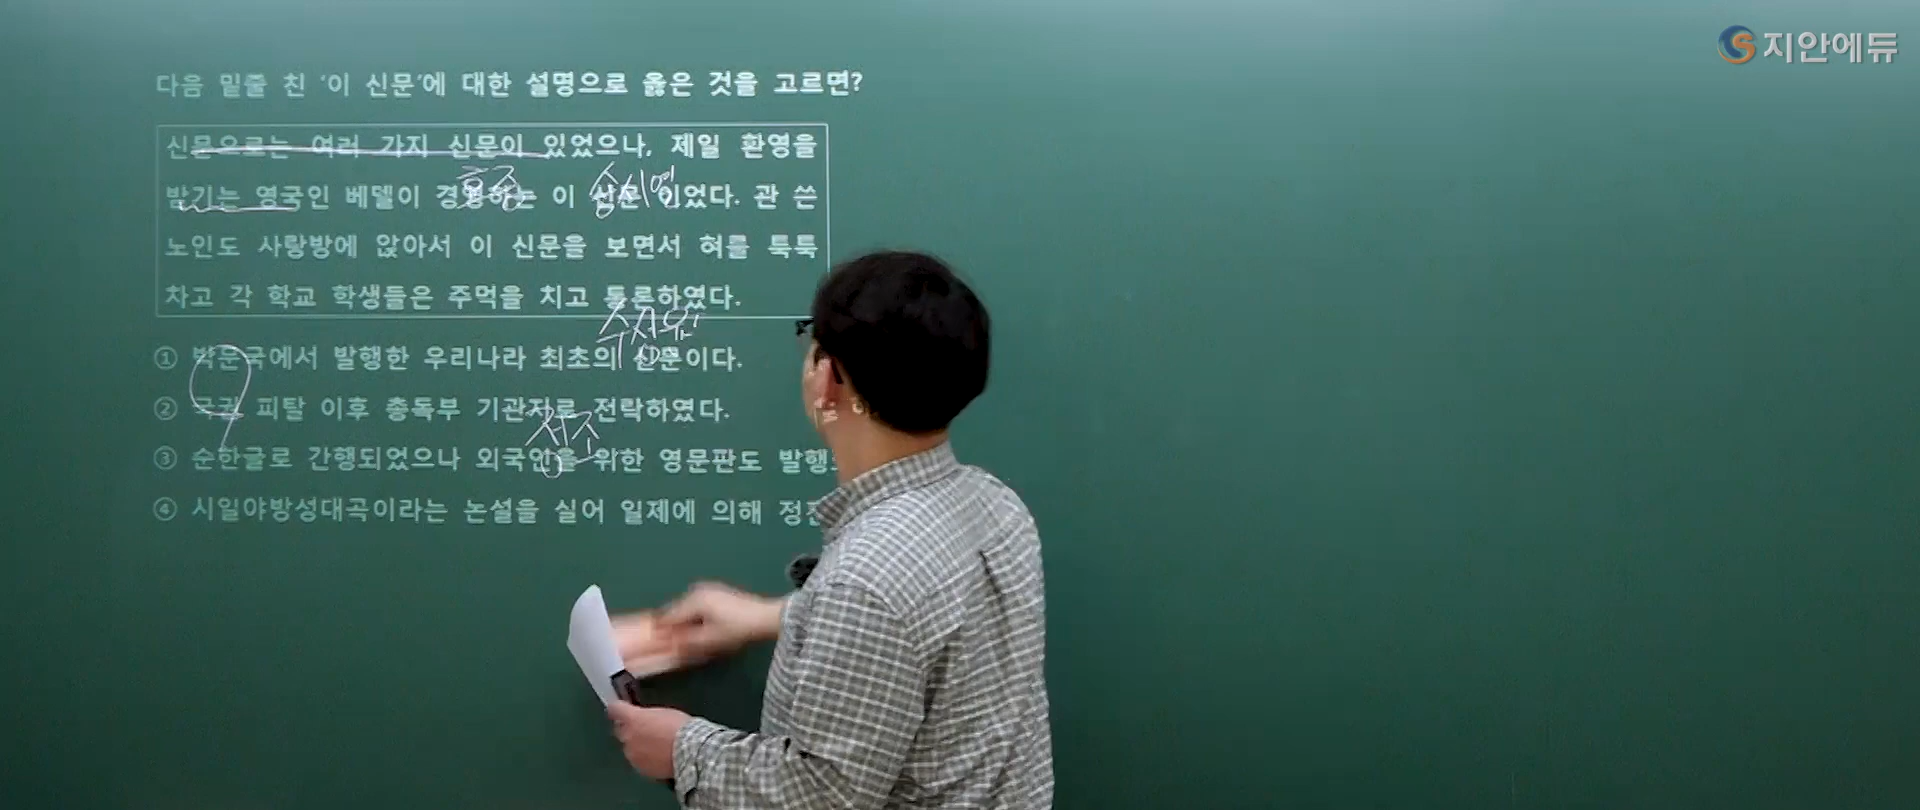 지안에듀
다음 밑줄 친 '이 신문'에 대한 설명으로 옳은 것을 고르면?
신문으로는 여러 가지 신문이 있었으나, 제일 환영을
받기는 영국인 베델이 경영하는 이 신문이었다. 관 쓴
효종 송시열
노인도 사랑방에 앉아서 이 신문을 보면서 혀를 툭툭
차고 각 학교 학생들은 주먹을 치고 통론하였다.
① 박문국에서 발행한 우리나라 최초의 신문이다.
② 국권 피탈 이후 총독부 기관지로 전락하였다.
정조
③ 순한글로 간행되었으나 외국인을 위한 영문판도 발행
④ 시일야방성대곡이라는 논설을 실어 일제에 의해